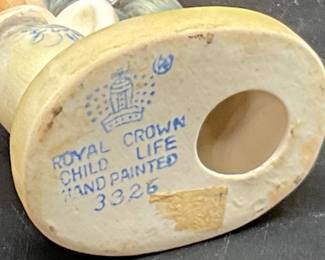 ®
ROYAL CROWN
CHILD LIFE
HAND PAINTED
3326